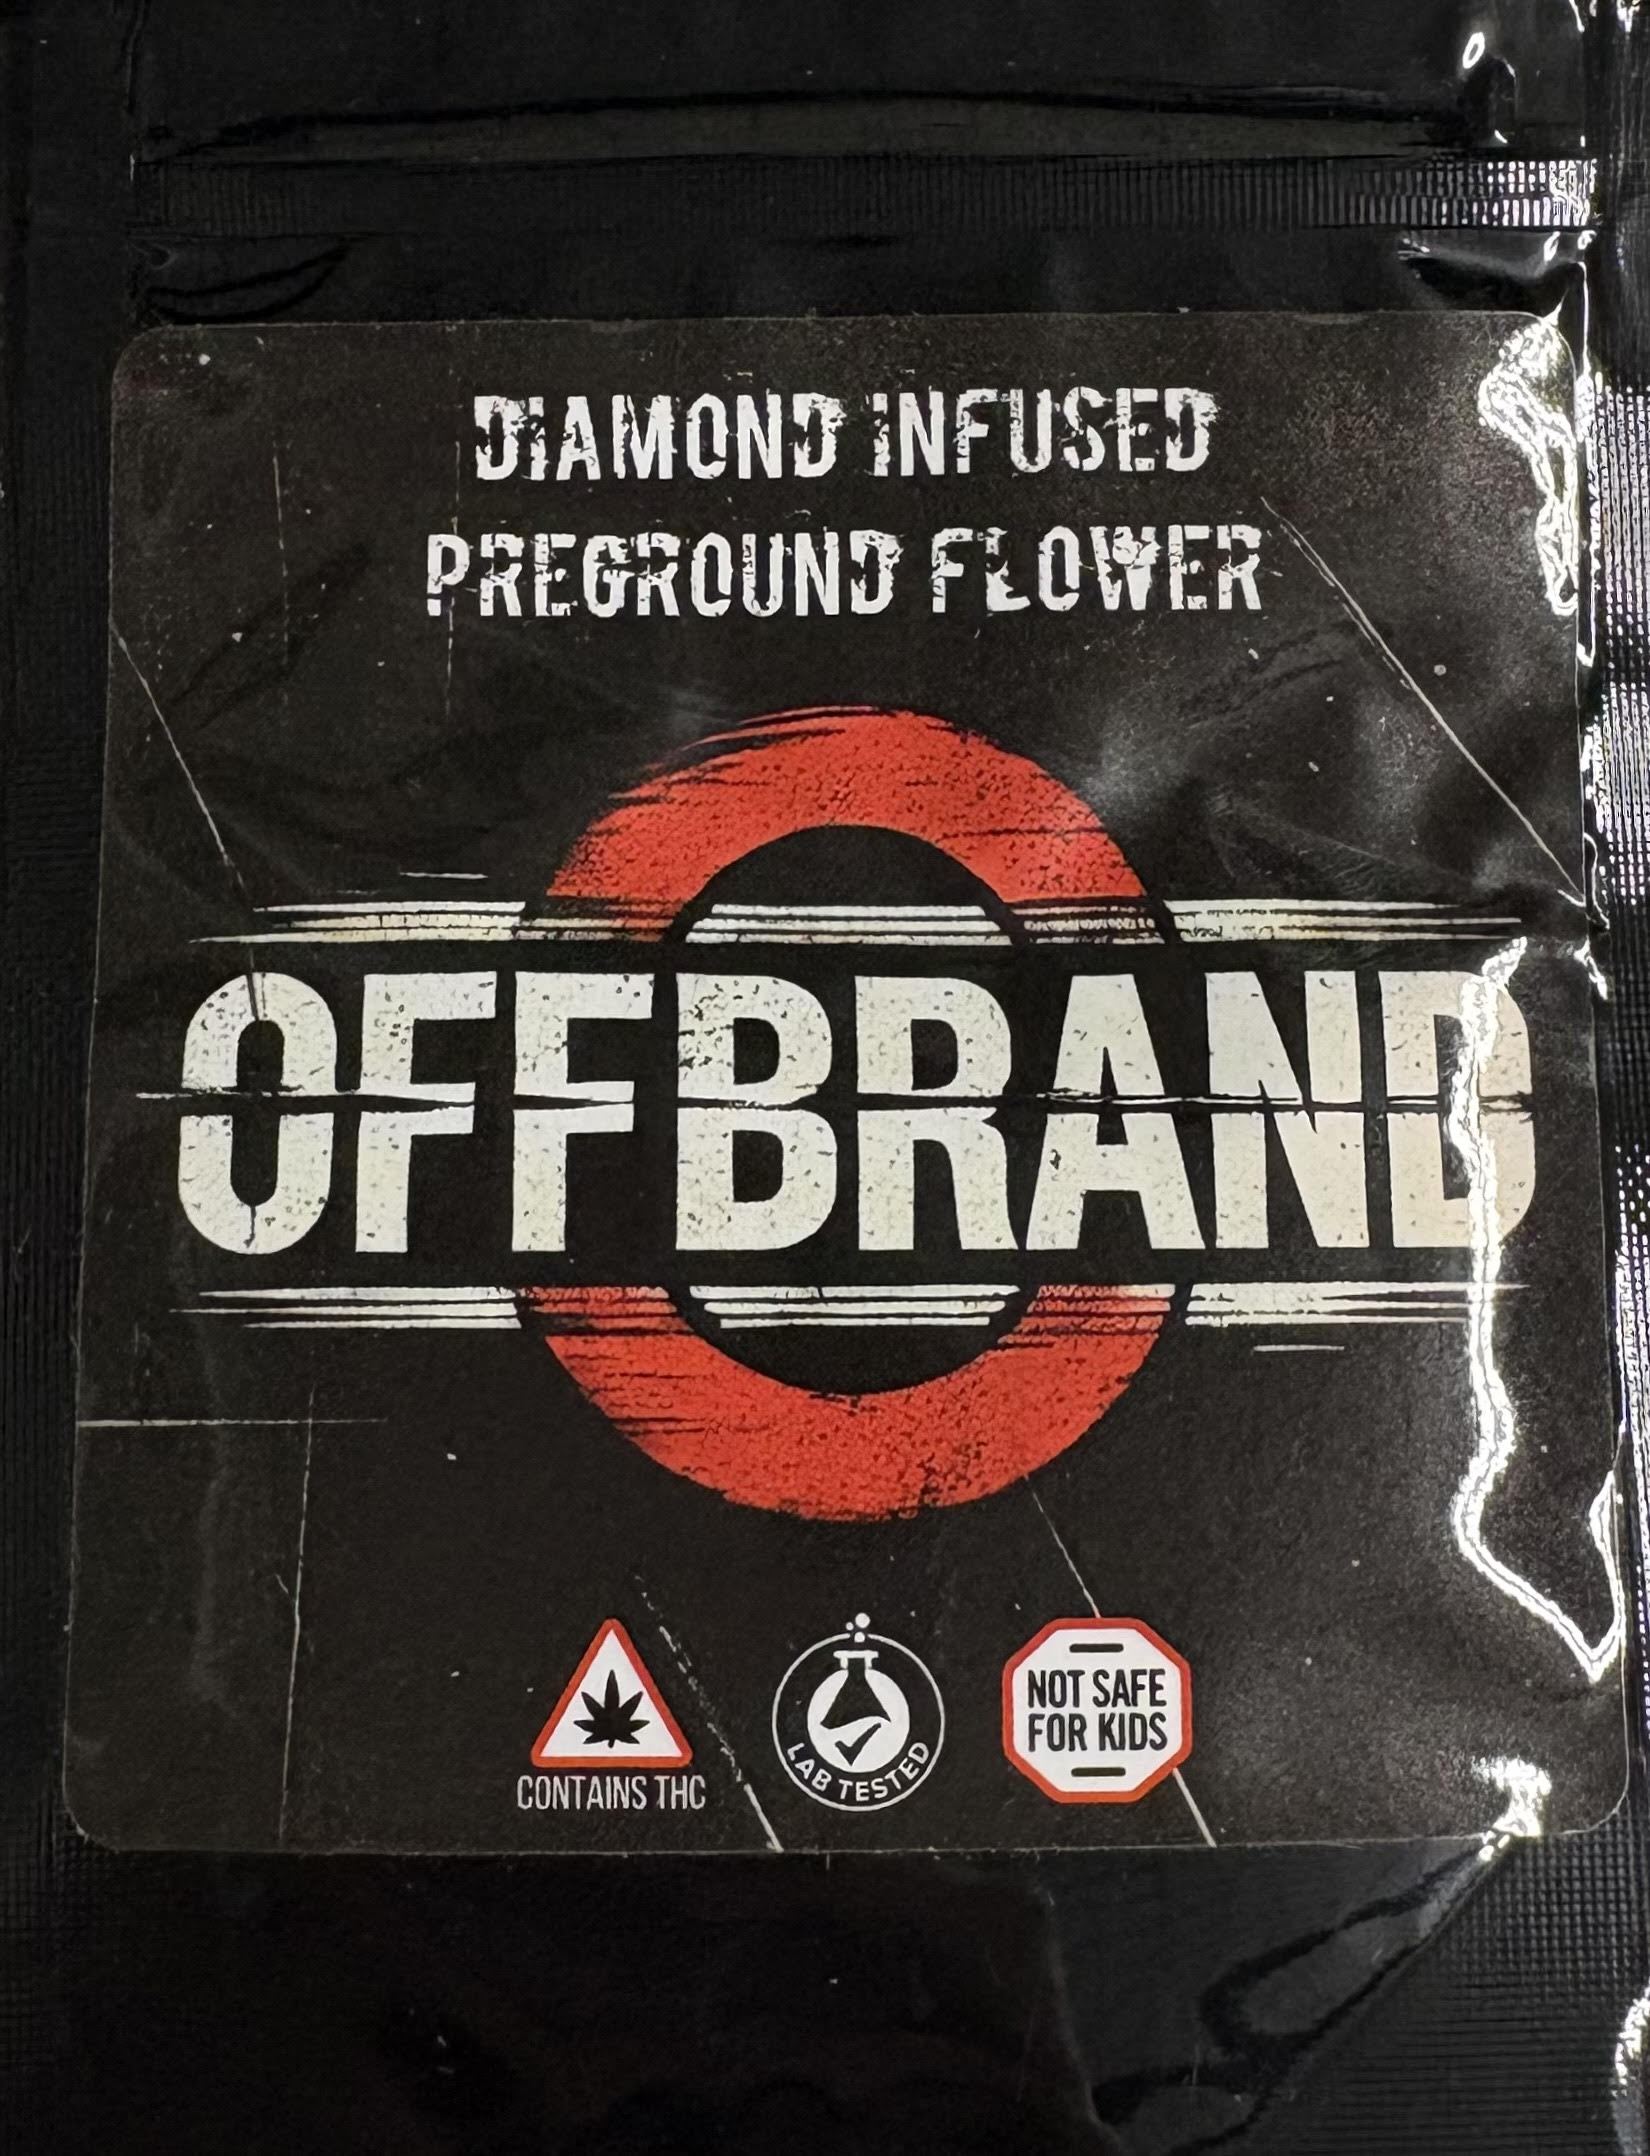 DIAMOND INFUSED
PREGROUND FLOWER
OFFBRAND
CONTAINS THC
LAB TESTED
NOT SAFE
FOR KIDS